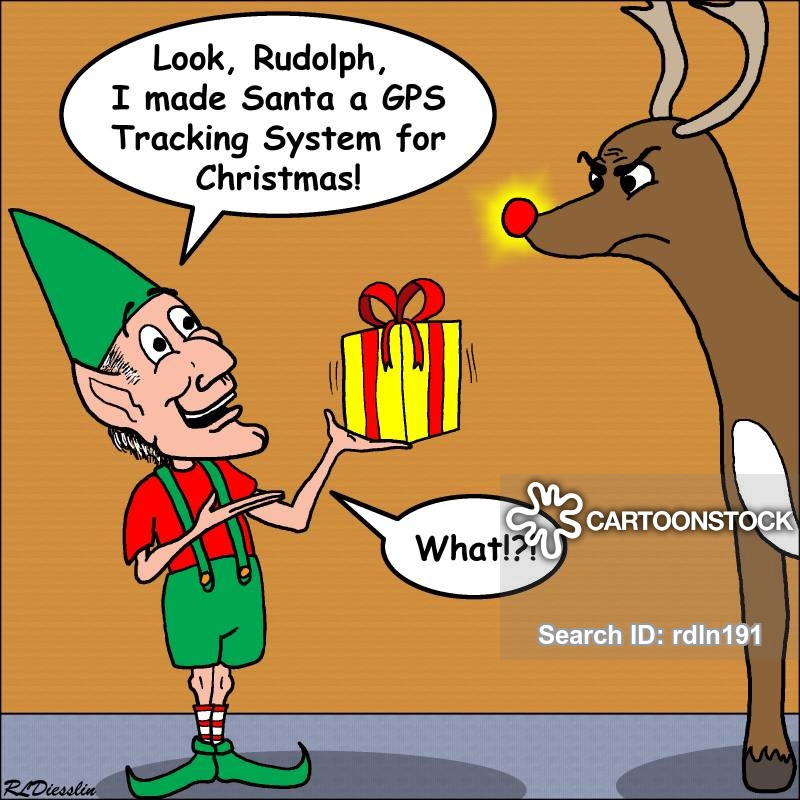 Look, Rudolph,
I made Santa a GPS
Tracking System for
Christmas!
What!?!
CARTOONSTOCK
Search ID: rdln191
RLDiesslin